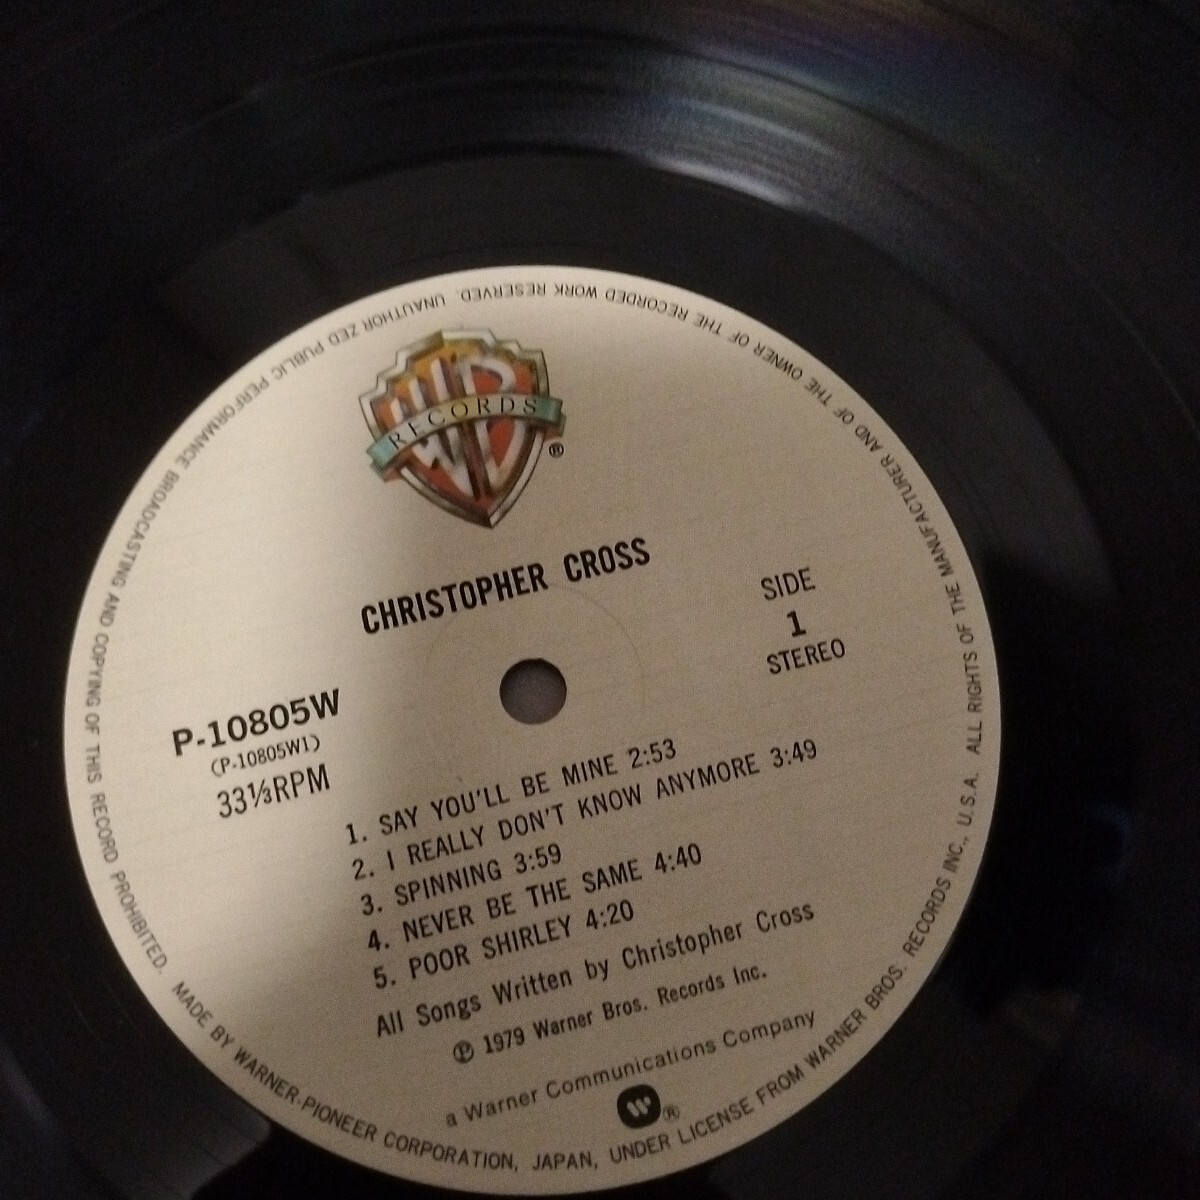 RECORDS
®
CHRISTOPHER CROSS
SIDE
1
STEREO
P-10805W
(P-10805W1)
33⅓RPM
1. SAY YOU'LL BE MINE 2:53
2. I REALLY DON'T KNOW ANYMORE 3:49
3. SPINNING 3:59
4. NEVER BE THE SAME 4:40
5. POOR SHIRLEY 4:20
All Songs Written by Christopher Cross
℗ 1979 Warner Bros. Records Inc.
a Warner Communications Company
®
MADE BY WARNER-PIONEER CORPORATION, JAPAN, UNDER LICENSE FROM WARNER BROS. RECORDS INC., U.S.A. ALL RIGHTS OF THE MANUFACTURER AND OF THE OWNER OF THE RECORDED WORK RESERVED. UNAUTHOR ZED PUBLIC PERFORMANCE BROADCASTING AND COPYING OF THIS RECORD PROHIBITED.